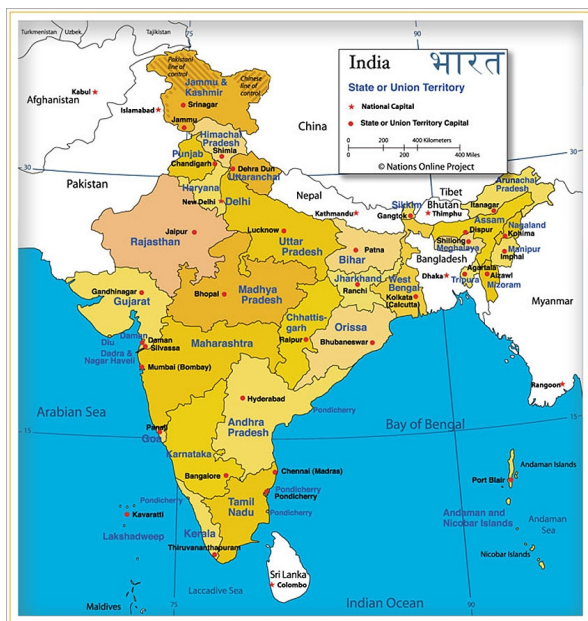 Turkmenistan
Uzbek.
Tajikistan
75
90
India भारत
State or Union Territory
★ National Capital
● State or Union Territory Capital
0 200 400 Kilometers
0 200 400 Miles
© Nations Online Project
Pakistani
line of
control
Chinese
line of
control
Jammu &
Kashmir
Kabul
Afghanistan
Islamabad
Srinagar
Jammu
China
Himachal
Pradesh
Shimla
Punjab
Chandigarh
Dehra Dun
Uttaranchal
30
30
Pakistan
Haryana
New Delhi
Delhi
Nepal
Kathmandu
Tibet
Bhutan
Thimphu
Sikkim
Gangtok
Arunachal
Pradesh
Itanagar
Assam
Dispur
Nagaland
Kohima
Shillong
Meghalaya
Manipur
Imphal
Jaipur
Rajasthan
Lucknow
Uttar
Pradesh
Patna
Bihar
Bangladesh
Dhaka
Agartala
Tripura
Aizawl
Mizoram
Gandhinagar
Gujarat
Bhopal
Madhya
Pradesh
Jharkhand
Ranchi
West
Bengal
Kolkata
(Calcutta)
Myanmar
Chhattis-
garh
Raipur
Orissa
Bhubaneswar
Daman
Diu
Daman
Silvassa
Dadra &
Nagar Haveli
Maharashtra
Mumbai (Bombay)
Rangoon
Hyderabad
Andhra
Pradesh
Pondicherry
Arabian Sea
Bay of Bengal
15
15
Panaji
Goa
Karnataka
Bangalore
Chennai (Madras)
Pondicherry
Pondicherry
Pondicherry
Tamil
Nadu
Pondicherry
Kavaratti
Lakshadweep
Kerala
Thiruvananthapuram
Andaman Islands
Port Blair
Andaman and
Nicobar Islands
Andaman
Sea
Nicobar Islands
Sri Lanka
Colombo
Laccadive Sea
Maldives
75
Indian Ocean
90